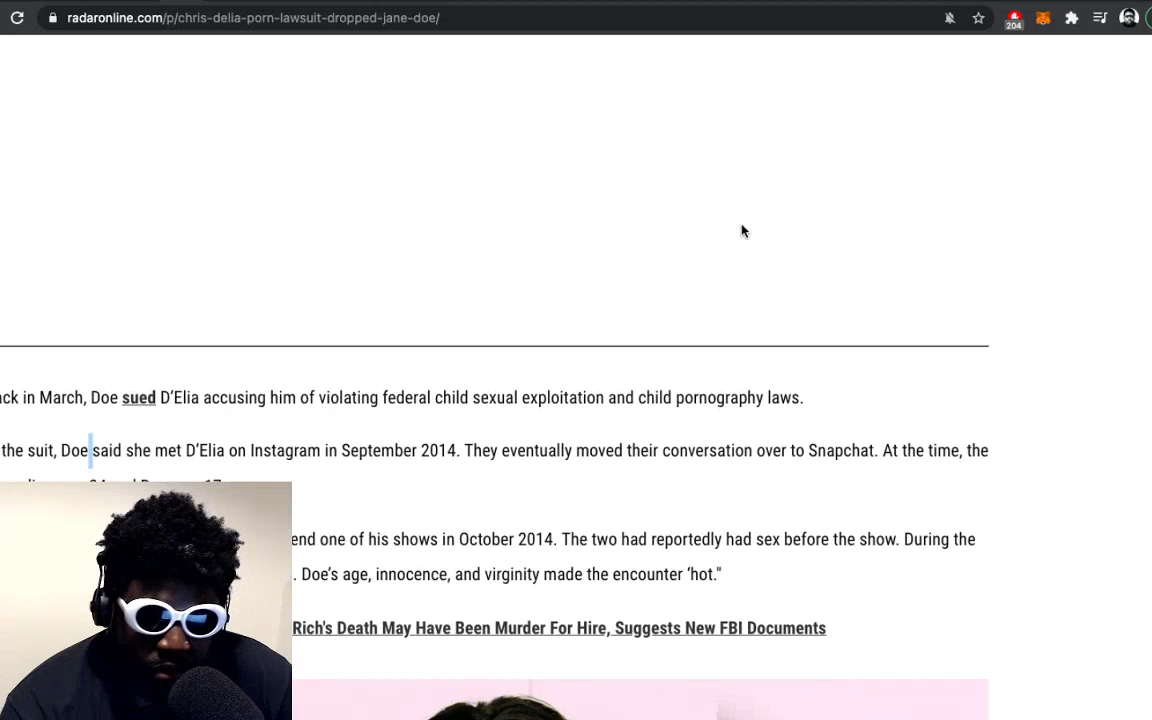 radaronline.com/p/chris-delia-porn-lawsuit-dropped-jane-doe/
204
ack in March, Doe sued D’Elia accusing him of violating federal child sexual exploitation and child pornography laws.
the suit, Doe said she met D’Elia on Instagram in September 2014. They eventually moved their conversation over to Snapchat. At the time, the
end one of his shows in October 2014. The two had reportedly had sex before the show. During the
. Doe’s age, innocence, and virginity made the encounter ‘hot."
Rich's Death May Have Been Murder For Hire, Suggests New FBI Documents